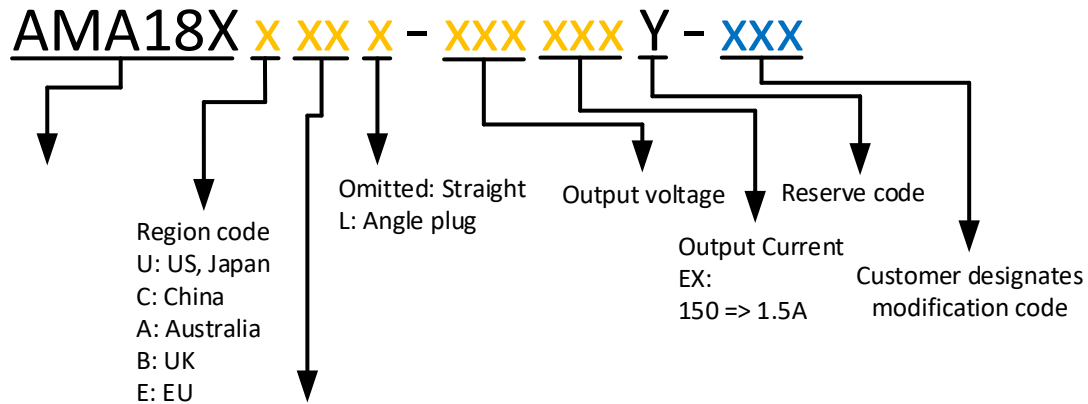 AMA18X x xx x - xxx xxx Y - xxx
Omitted: Straight
L: Angle plug
Output voltage
Reserve code
Region code
U: US, Japan
C: China
A: Australia
B: UK
E: EU
Output Current
EX:
150 => 1.5A
Customer designates
modification code